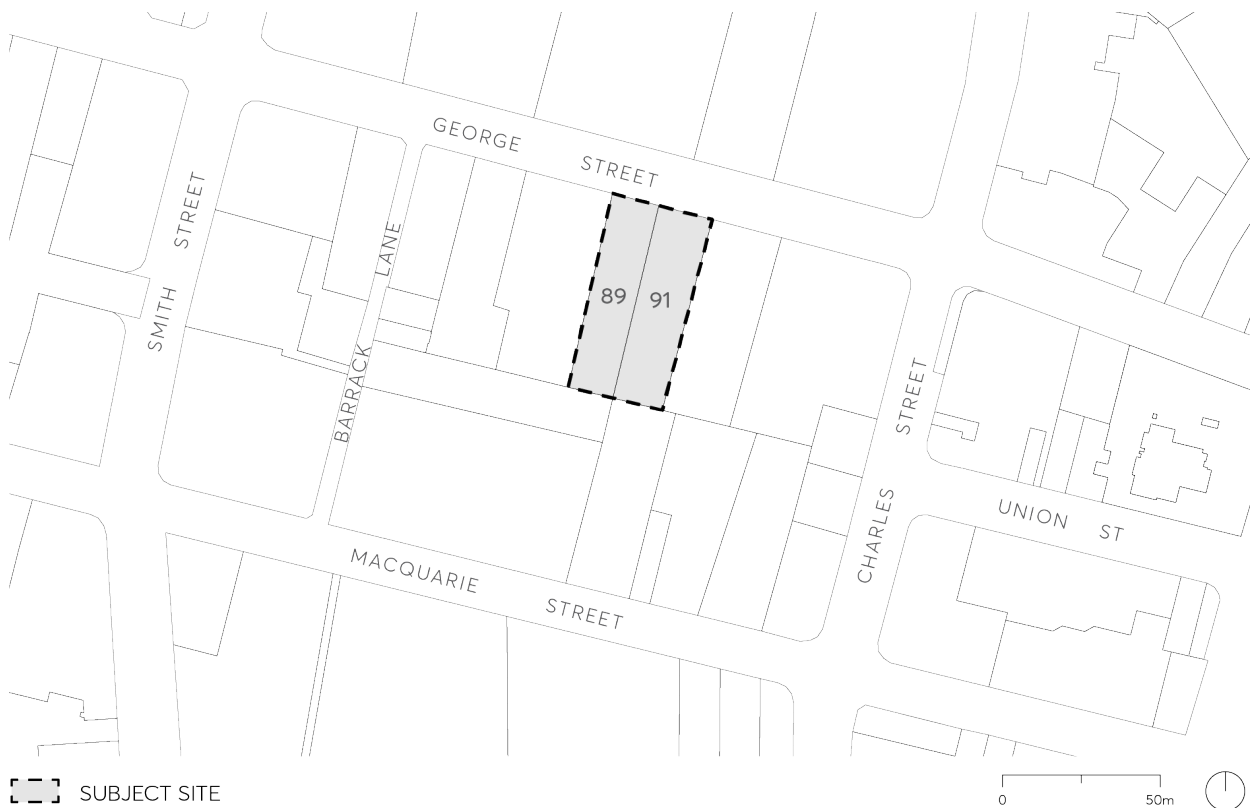 GEORGE STREET
SMITH STREET
BARRACK LANE
89 91
CHARLES STREET
UNION ST
MACQUARIE STREET
SUBJECT SITE
0 50m